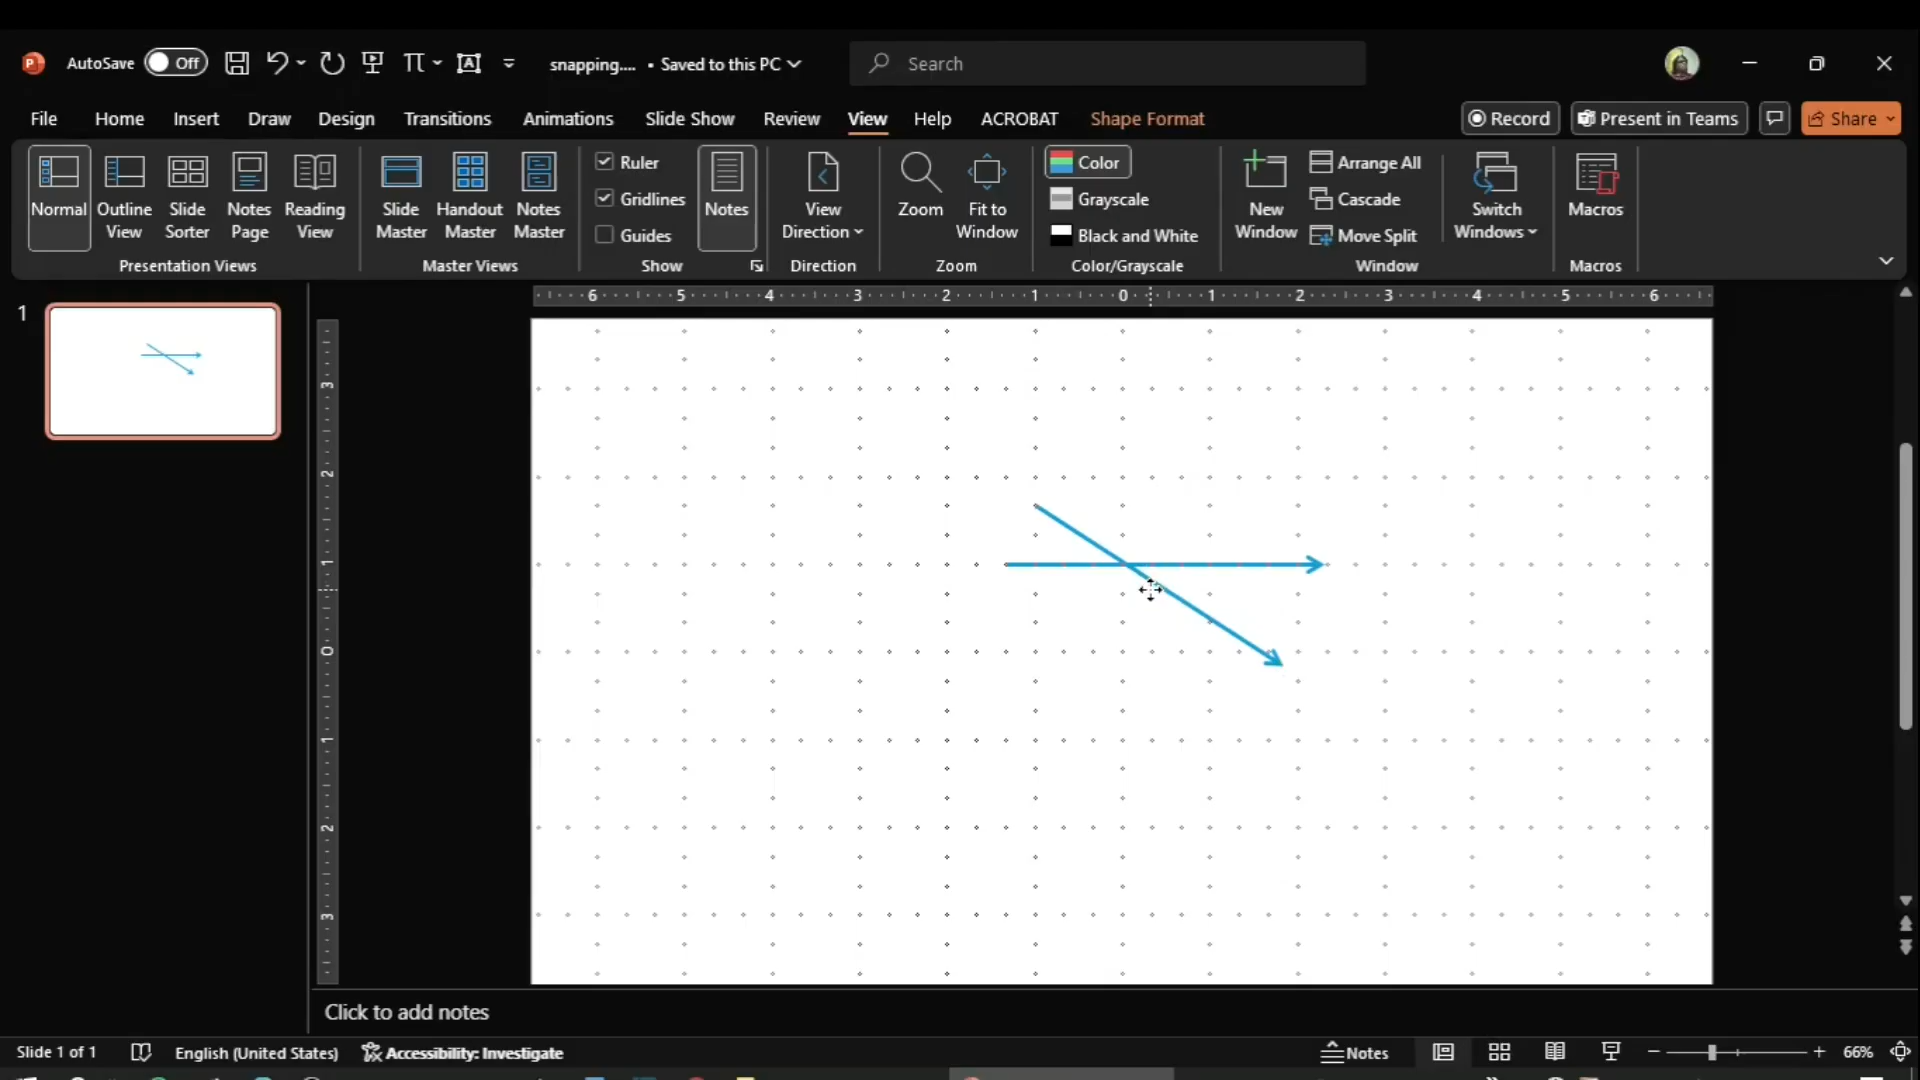 AutoSave Off snapping.... • Saved to this PC Search
File Home Insert Draw Design Transitions Animations Slide Show Review View Help ACROBAT Shape Format Record Present in Teams Share
Normal Outline View Slide Sorter Notes Page Reading View
Presentation Views
Slide Master Handout Master Notes Master
Master Views
Ruler
Gridlines
Guides
Show
Notes
View Direction
Direction
Zoom Fit to Window
Zoom
Color
Grayscale
Black and White
Color/Grayscale
New Window
Arrange All
Cascade
Move Split
Switch Windows
Window
Macros
Macros
6 5 4 3 2 1 0 1 2 3 4 5 6
1
3
2
1
0
1
2
3
Click to add notes
Slide 1 of 1 English (United States) Accessibility: Investigate Notes 66%